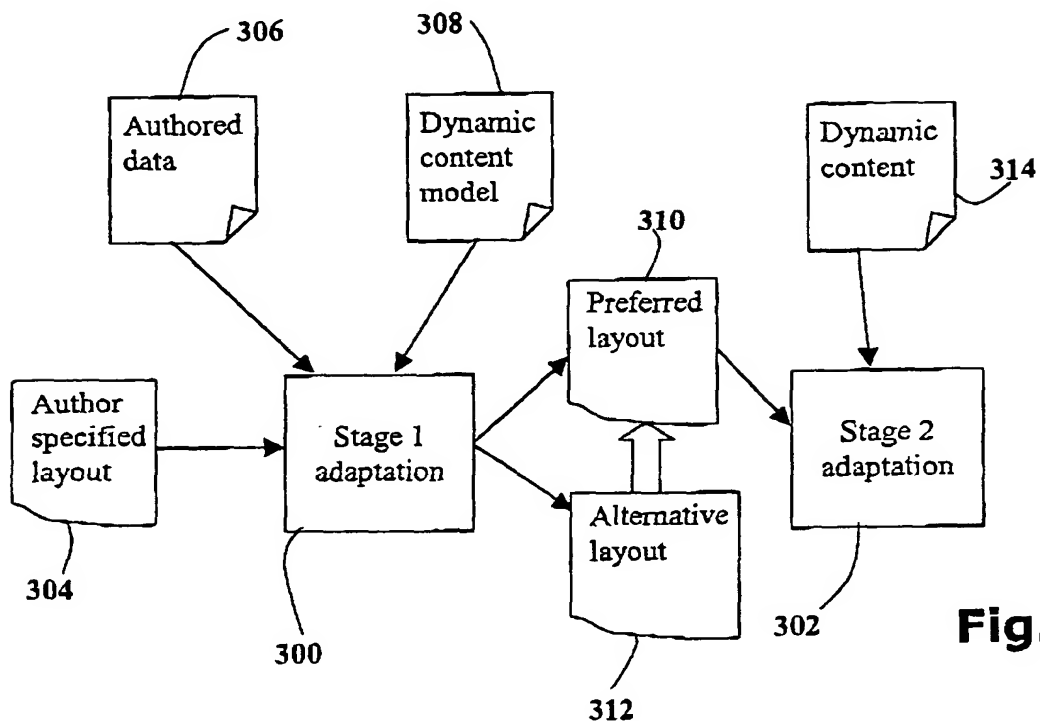 306
308
Authored
data
Dynamic
content
model
Dynamic
content
314
310
Preferred
layout
Author
specified
layout
Stage 1
adaptation
Stage 2
adaptation
Alternative
layout
304
300
312
302
Fig.